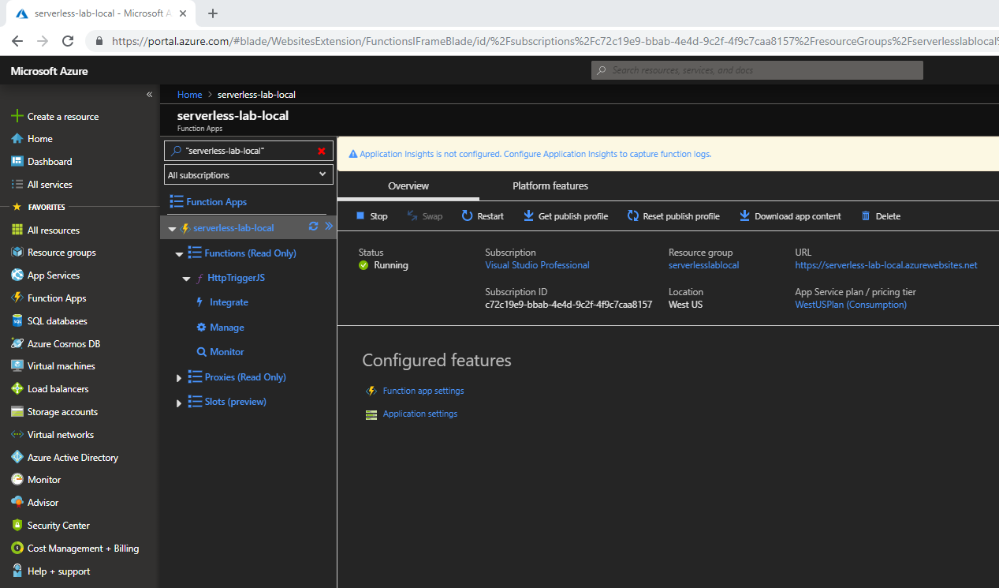 serverless-lab-local - Microsoft A
https://portal.azure.com/#blade/WebsitesExtension/FunctionsIFrameBlade/id/%2Fsubscriptions%2Fc72c19e9-bbab-4e4d-9c2f-4f9c7caa8157%2FresourceGroups%2Fserverlesslablocal%
Microsoft Azure
Search resources, services, and docs
Create a resource
Home
Dashboard
All services
FAVORITES
All resources
Resource groups
App Services
Function Apps
SQL databases
Azure Cosmos DB
Virtual machines
Load balancers
Storage accounts
Virtual networks
Azure Active Directory
Monitor
Advisor
Security Center
Cost Management + Billing
Help + support
Home > serverless-lab-local
serverless-lab-local
Function Apps
"serverless-lab-local"
All subscriptions
Function Apps
serverless-lab-local
Functions (Read Only)
HttpTriggerJS
Integrate
Manage
Monitor
Proxies (Read Only)
Slots (preview)
Application Insights is not configured. Configure Application Insights to capture function logs.
Overview Platform features
Stop Swap Restart Get publish profile Reset publish profile Download app content Delete
Status Subscription Resource group URL
Running Visual Studio Professional serverlesslablocal https://serverless-lab-local.azurewebsites.net
Subscription ID Location App Service plan / pricing tier
c72c19e9-bbab-4e4d-9c2f-4f9c7caa8157 West US WestUSPlan (Consumption)
Configured features
Function app settings
Application settings